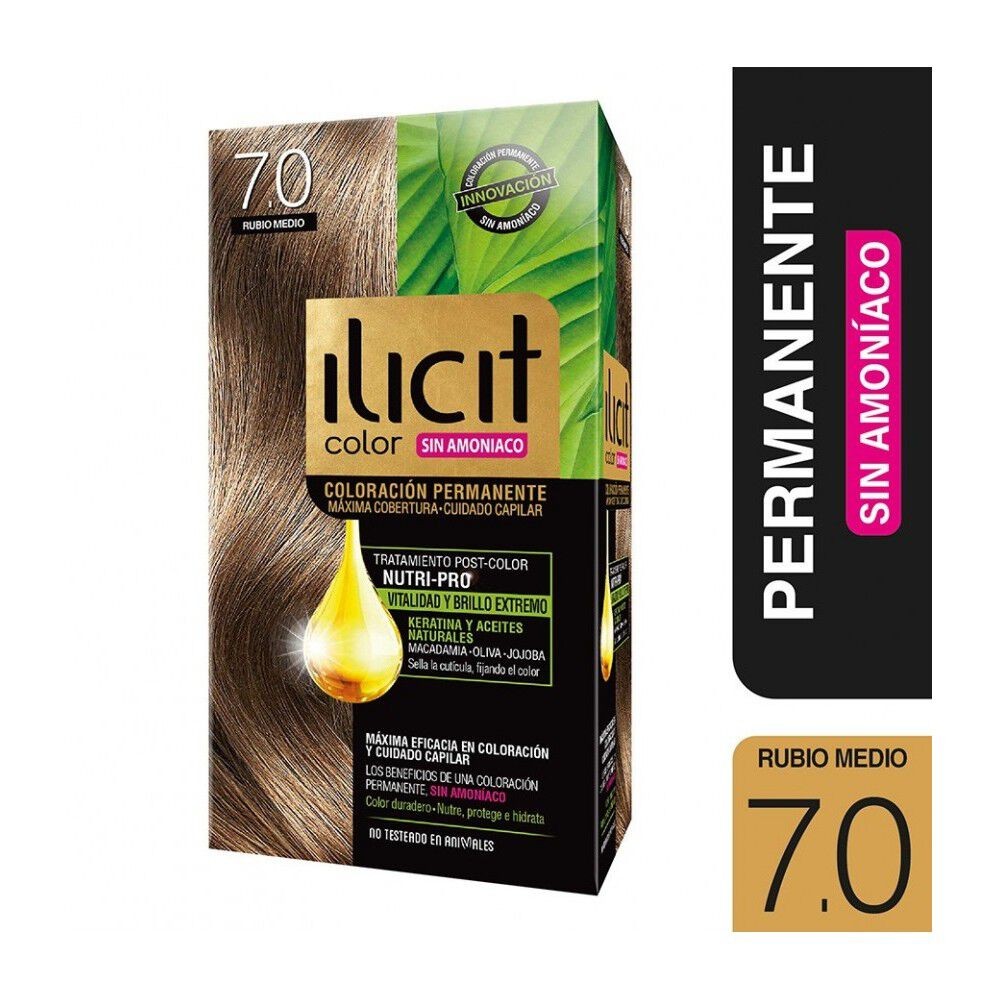 7.0
RUBIO MEDIO
COLORACIÓN PERMANENTE
INNOVACIÓN
SIN AMONÍACO
ilicit
color
SIN AMONIACO
COLORACIÓN PERMANENTE
MÁXIMA COBERTURA·CUIDADO CAPILAR
TRATAMIENTO POST-COLOR
NUTRI-PRO
VITALIDAD Y BRILLO EXTREMO
KERATINA Y ACEITES
NATURALES
MACADAMIA·OLIVA·JOJOBA
Sella la cutícula, fijando el color
MÁXIMA EFICACIA EN COLORACIÓN
Y CUIDADO CAPILAR
LOS BENEFICIOS DE UNA COLORACIÓN
PERMANENTE, SIN AMONÍACO
Color duradero·Nutre, protege e hidrata
NO TESTEADO EN ANIMALES
ilicit
color
PERMANENTE
SIN AMONÍACO
RUBIO MEDIO
7.0